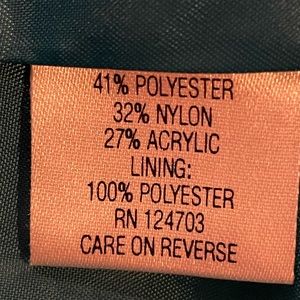 41% POLYESTER
32% NYLON
27% ACRYLIC
LINING:
100% POLYESTER
RN 124703
CARE ON REVERSE